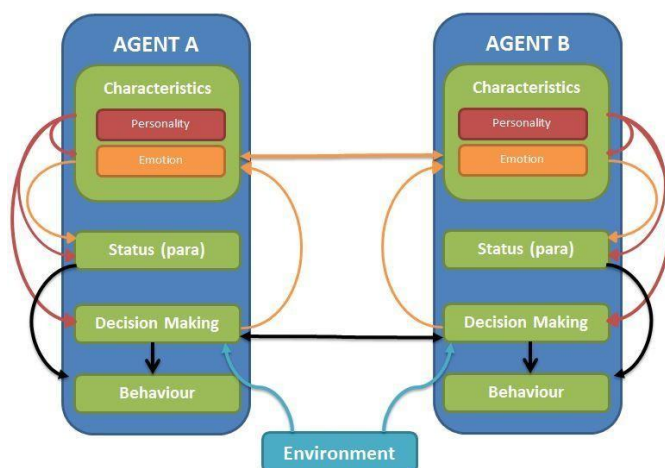 AGENT A
Characteristics
Personality
Emotion
Status (para)
Decision Making
Behaviour
AGENT B
Characteristics
Personality
Emotion
Status (para)
Decision Making
Behaviour
Environment